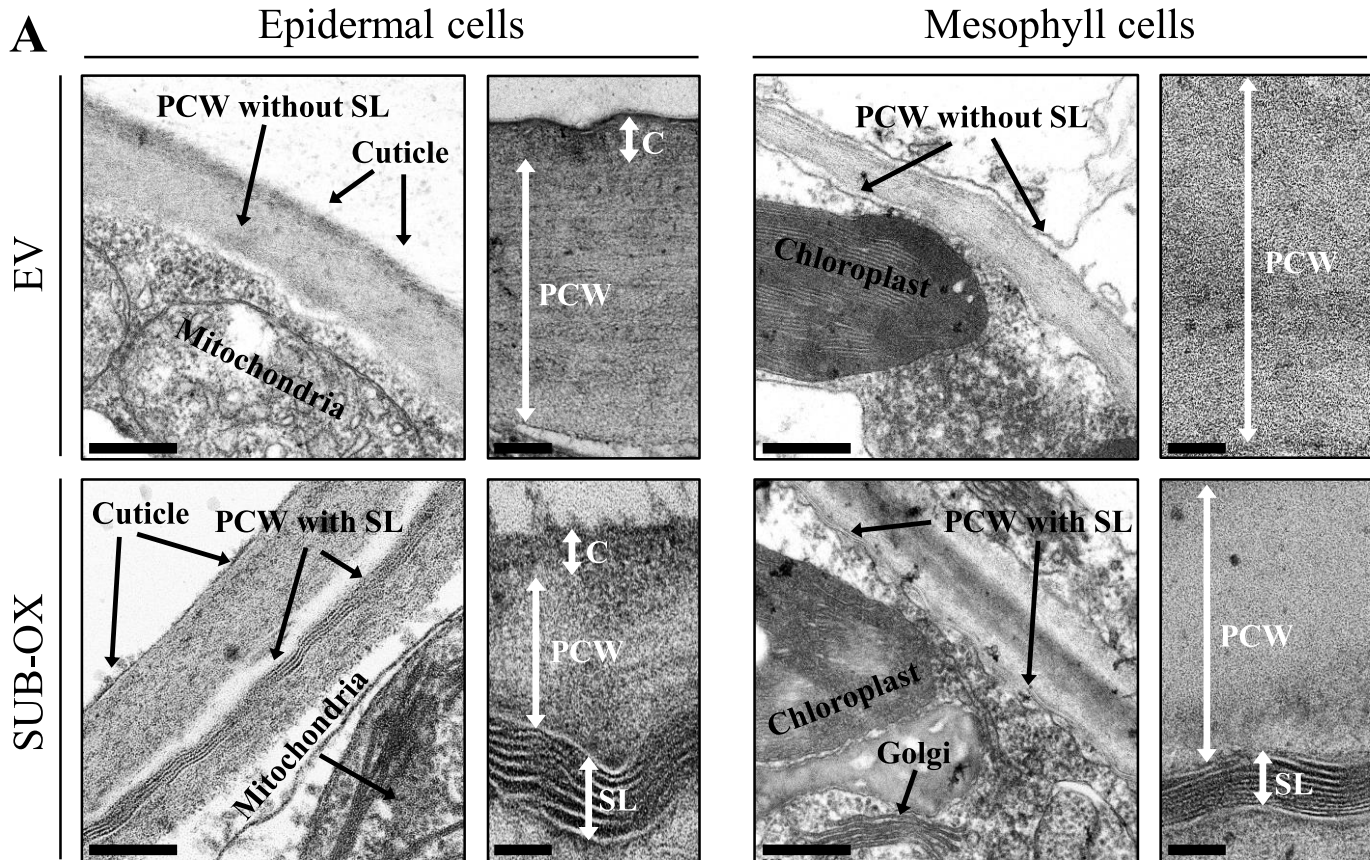 A
Epidermal cells
Mesophyll cells
EV
PCW without SL
Cuticle
Mitochondria
C
PCW
PCW without SL
Chloroplast
PCW
SUB-OX
Cuticle
PCW with SL
Mitochondria
C
PCW
SL
PCW with SL
Chloroplast
Golgi
PCW
SL